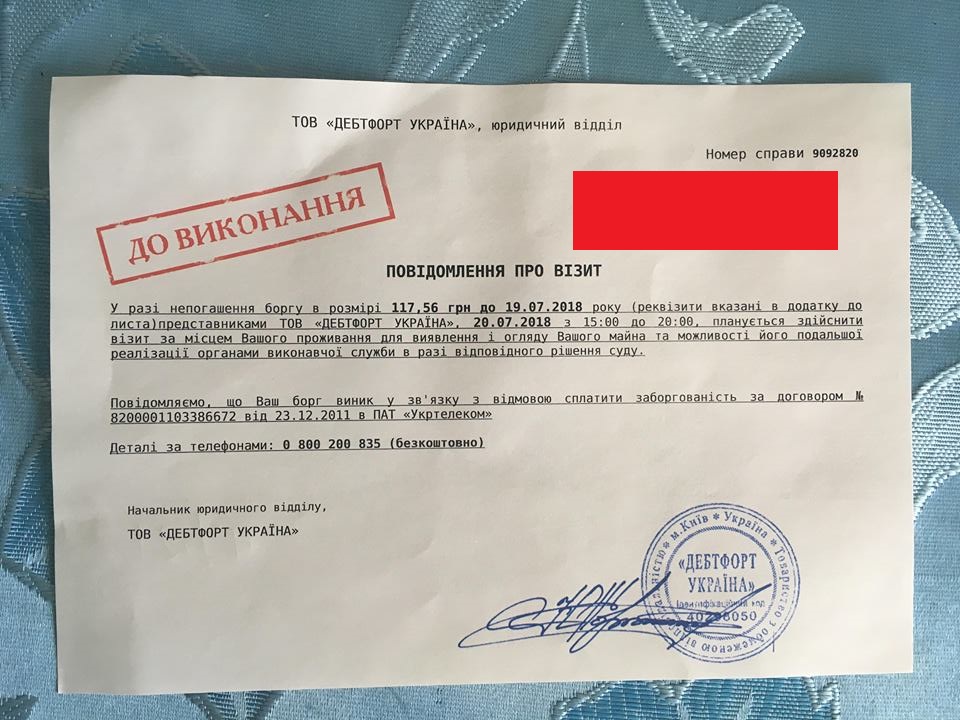 ТОВ «ДЕБТФОРТ УКРАЇНА», юридичний відділ
Номер справи 9092820
ДО ВИКОНАННЯ
ПОВІДОМЛЕННЯ ПРО ВІЗИТ
У разі непогашення боргу в розмірі 117,56 грн до 19.07.2018 року (реквізити вказані в додатку до
листа)представниками ТОВ «ДЕБТФОРТ УКРАЇНА», 20.07.2018 з 15:00 до 20:00, планується здійснити
візит за місцем Вашого проживання для виявлення і огляду Вашого майна та можливості його подальшої
реалізації органами виконавчої служби в разі відповідного рішення суду.
Повідомляємо, що Ваш борг виник у зв'язку з відмовою сплатити заборгованість за договором №
8200001103386672 від 23.12.2011 в ПАТ «Укртелеком»
Деталі за телефонами: 0 800 200 835 (безкоштовно)
Начальник юридичного відділу,
ТОВ «ДЕБТФОРТ УКРАЇНА»
м.Київ * Україна * Товариство з обмеженою відповідальністю *
«ДЕБТФОРТ
УКРАЇНА»
Ідентифікаційний код